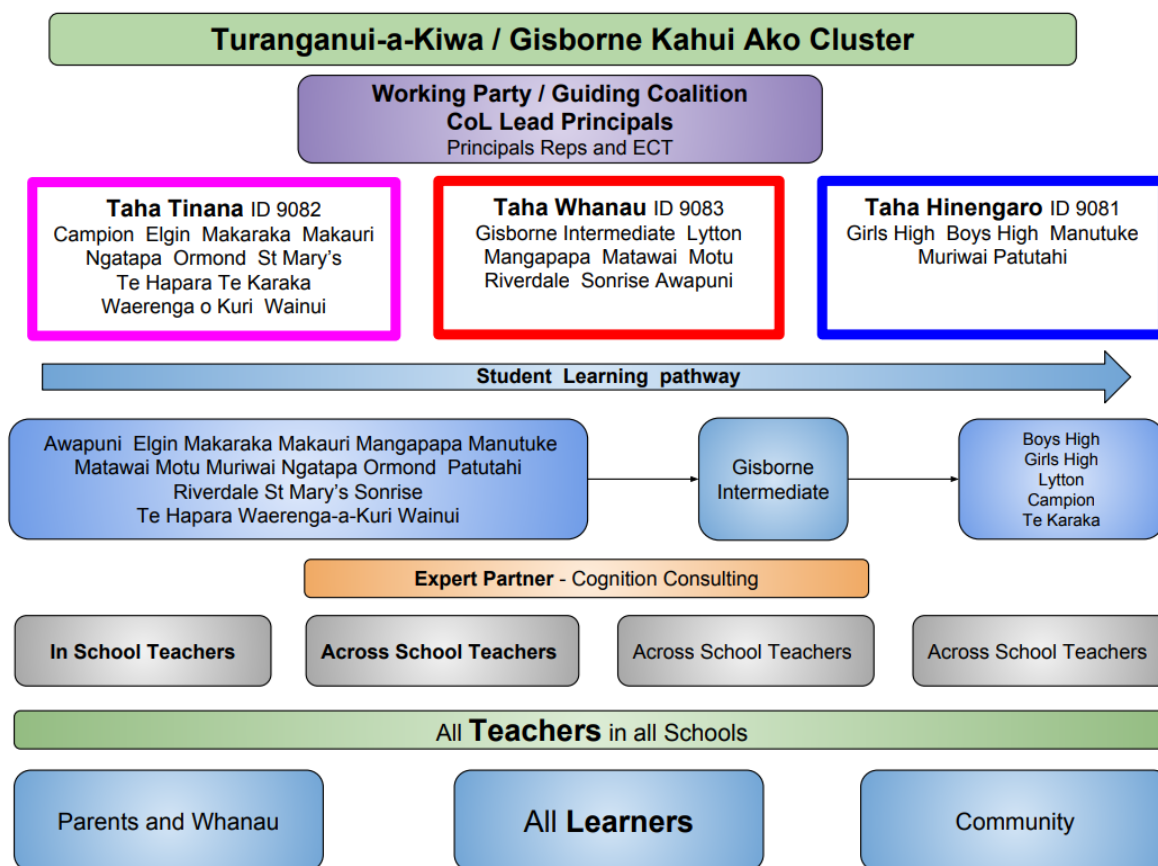 Turanganui-a-Kiwa / Gisborne Kahui Ako Cluster
Working Party / Guiding Coalition
CoL Lead Principals
Principals Reps and ECT
Taha Tinana ID 9082
Campion Elgin Makaraka Makauri
Ngatapa Ormond St Mary's
Te Hapara Te Karaka
Waerenga o Kuri Wainui
Taha Whanau ID 9083
Gisborne Intermediate Lytton
Mangapapa Matawai Motu
Riverdale Sonrise Awapuni
Taha Hinengaro ID 9081
Girls High Boys High Manutuke
Muriwai Patutahi
Student Learning pathway
Awapuni Elgin Makaraka Makauri Mangapapa Manutuke
Matawai Motu Muriwai Ngatapa Ormond Patutahi
Riverdale St Mary's Sonrise
Te Hapara Waerenga-a-Kuri Wainui
Gisborne
Intermediate
Boys High
Girls High
Lytton
Campion
Te Karaka
Expert Partner - Cognition Consulting
In School Teachers
Across School Teachers
Across School Teachers
Across School Teachers
All Teachers in all Schools
Parents and Whanau
All Learners
Community